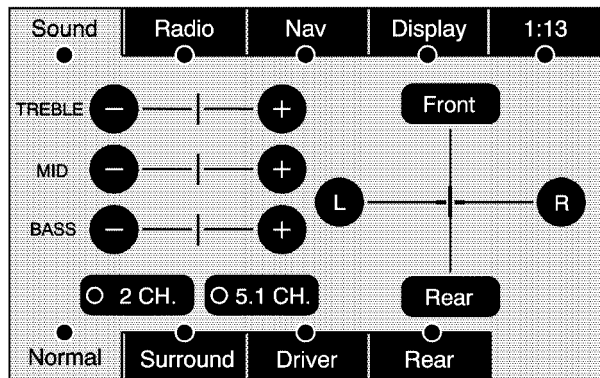 Sound Radio Nav Display 1:13
TREBLE − + Front
MID − +
L R
BASS − +
2 CH. 5.1 CH. Rear
Normal Surround Driver Rear